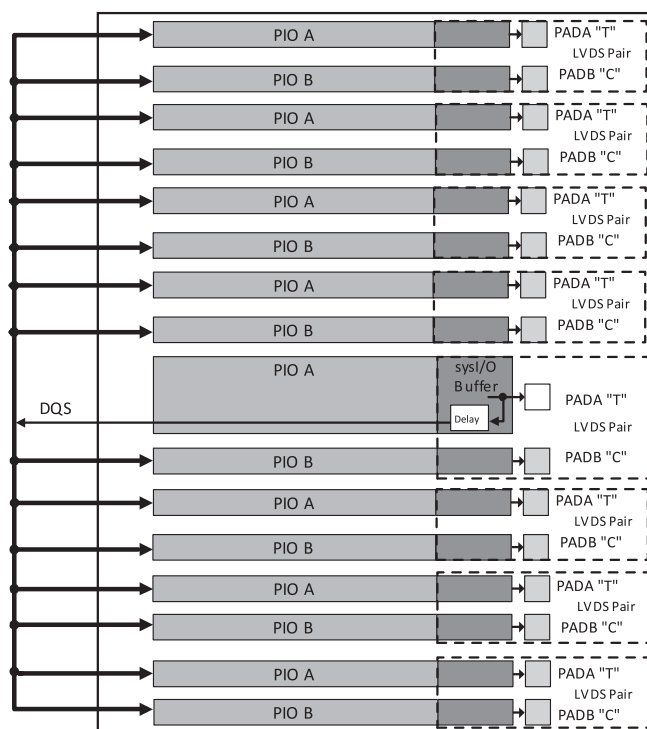 PIO A
PADA "T"
LVDS Pair
PIO B
PADB "C"
PIO A
PADA "T"
LVDS Pair
PIO B
PADB "C"
PIO A
PADA "T"
LVDS Pair
PIO B
PADB "C"
PIO A
PADA "T"
LVDS Pair
PIO B
PADB "C"
PIO A
sysI/O
Buffer
PADA "T"
DQS
Delay
LVDS Pair
PIO B
PADB "C"
PIO A
PADA "T"
LVDS Pair
PIO B
PADB "C"
PIO A
PADA "T"
LVDS Pair
PIO B
PADB "C"
PIO A
PADA "T"
LVDS Pair
PIO B
PADB "C"